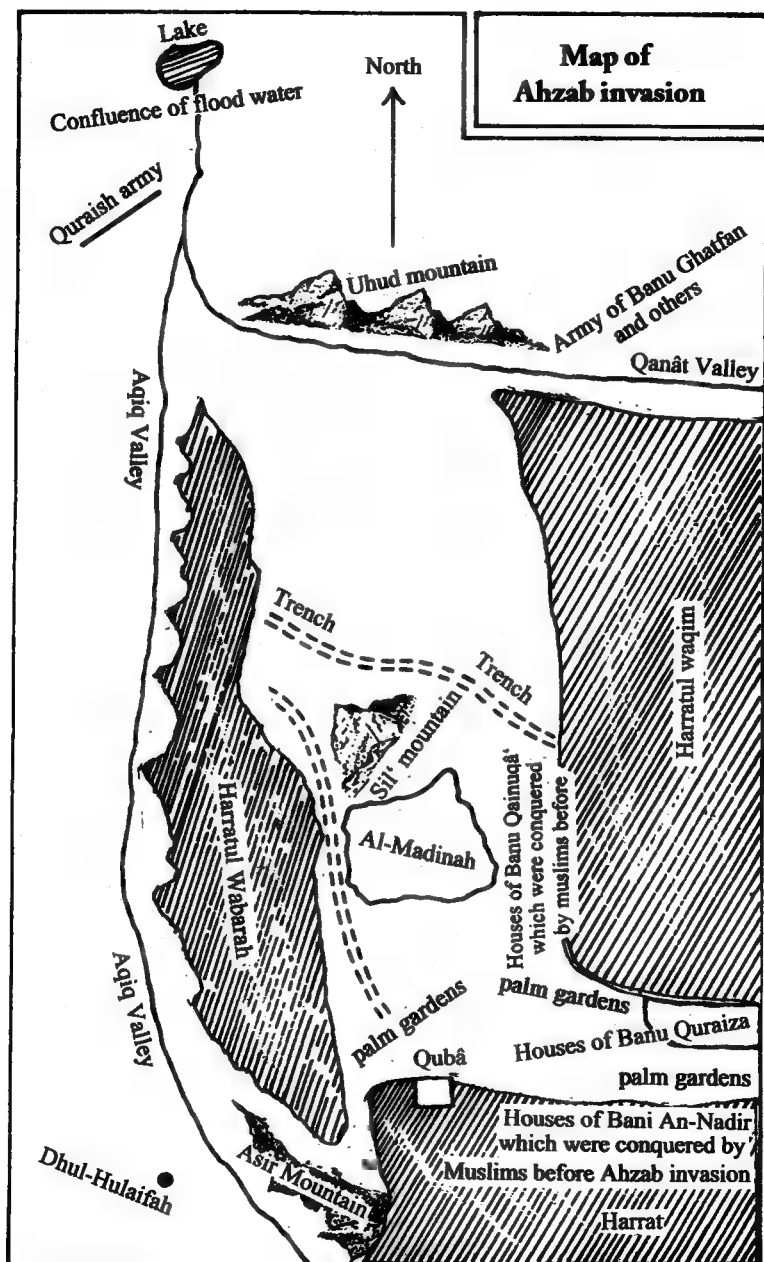 Lake
Map of
Ahzab invasion
North
Confluence of flood water
Quraish army
Uhud mountain
Army of Banu Ghatfan
and others
Qanât Valley
Aqiq Valley
Trench
Trench
Harratul waqim
Sil‘ mountain
Harratul Wabarah
Al-Madinah
Houses of Banu Qainuqâ‘
which were conquered
by muslims before
Aqiq Valley
palm gardens
palm gardens
Houses of Banu Quraiza
Qubâ
palm gardens
Houses of Bani An-Nadir
which were conquered by
Muslims before Ahzab invasion
Dhul-Hulaifah
Asir Mountain
Harrat